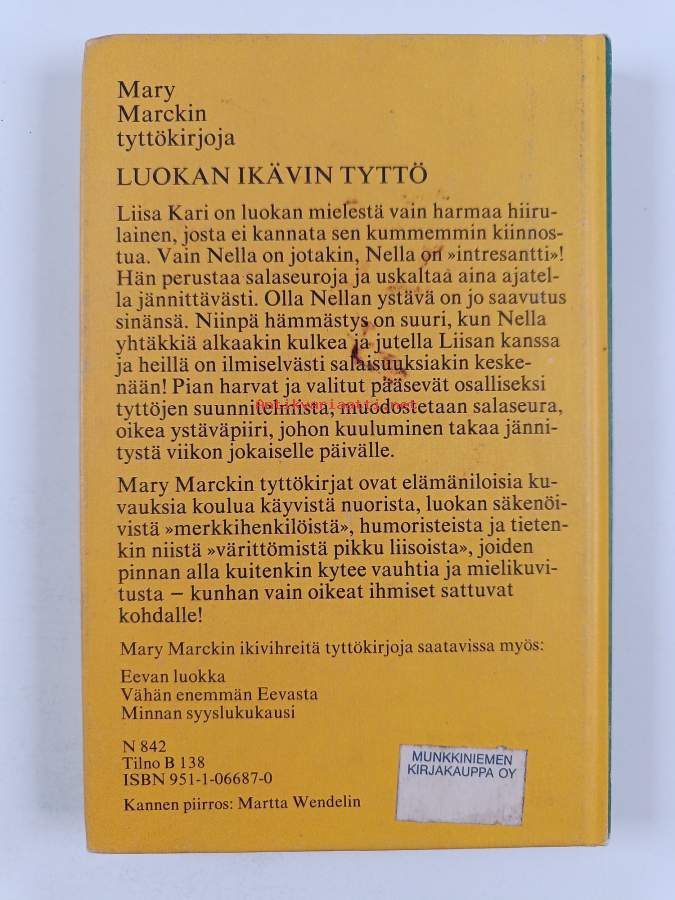 Mary
Marckin
tyttökirjoja
LUOKAN IKÄVIN TYTTÖ
Liisa Kari on luokan mielestä vain harmaa hiiru-
lainen, josta ei kannata sen kummemmin kiinnos-
tua. Vain Nella on jotakin, Nella on »intresantti»!
Hän perustaa salaseuroja ja uskaltaa aina ajatel-
la jännittävästi. Olla Nellan ystävä on jo saavutus
sinänsä. Niinpä hämmästys on suuri, kun Nella
yhtäkkiä alkaakin kulkea ja jutella Liisan kanssa
ja heillä on ilmiselvästi salaisuuksiakin keske-
nään! Pian harvat ja valitut pääsevät osalliseksi
tyttöjen suunnitelmista, muodostetaan salaseura,
Antikvariaatti.net
oikea ystäväpiiri, johon kuuluminen takaa jänni-
tystä viikon jokaiselle päivälle.
Mary Marckin tyttökirjat ovat elämäniloisia ku-
vauksia koulua käyvistä nuorista, luokan säkenöi-
vistä »merkkihenkilöistä», humoristeista ja tieten-
kin niistä »värittömistä pikku liisoista», joiden
pinnan alla kuitenkin kytee vauhtia ja mielikuvi-
tusta – kunhan vain oikeat ihmiset sattuvat
kohdalle!
Mary Marckin ikivihreitä tyttökirjoja saatavissa myös:
Eevan luokka
Vähän enemmän Eevasta
Minnan syyslukukausi
N 842
Tilno B 138
ISBN 951-1-06687-0
Kannen piirros: Martta Wendelin
MUNKKINIEMEN
KIRJAKAUPPA OY